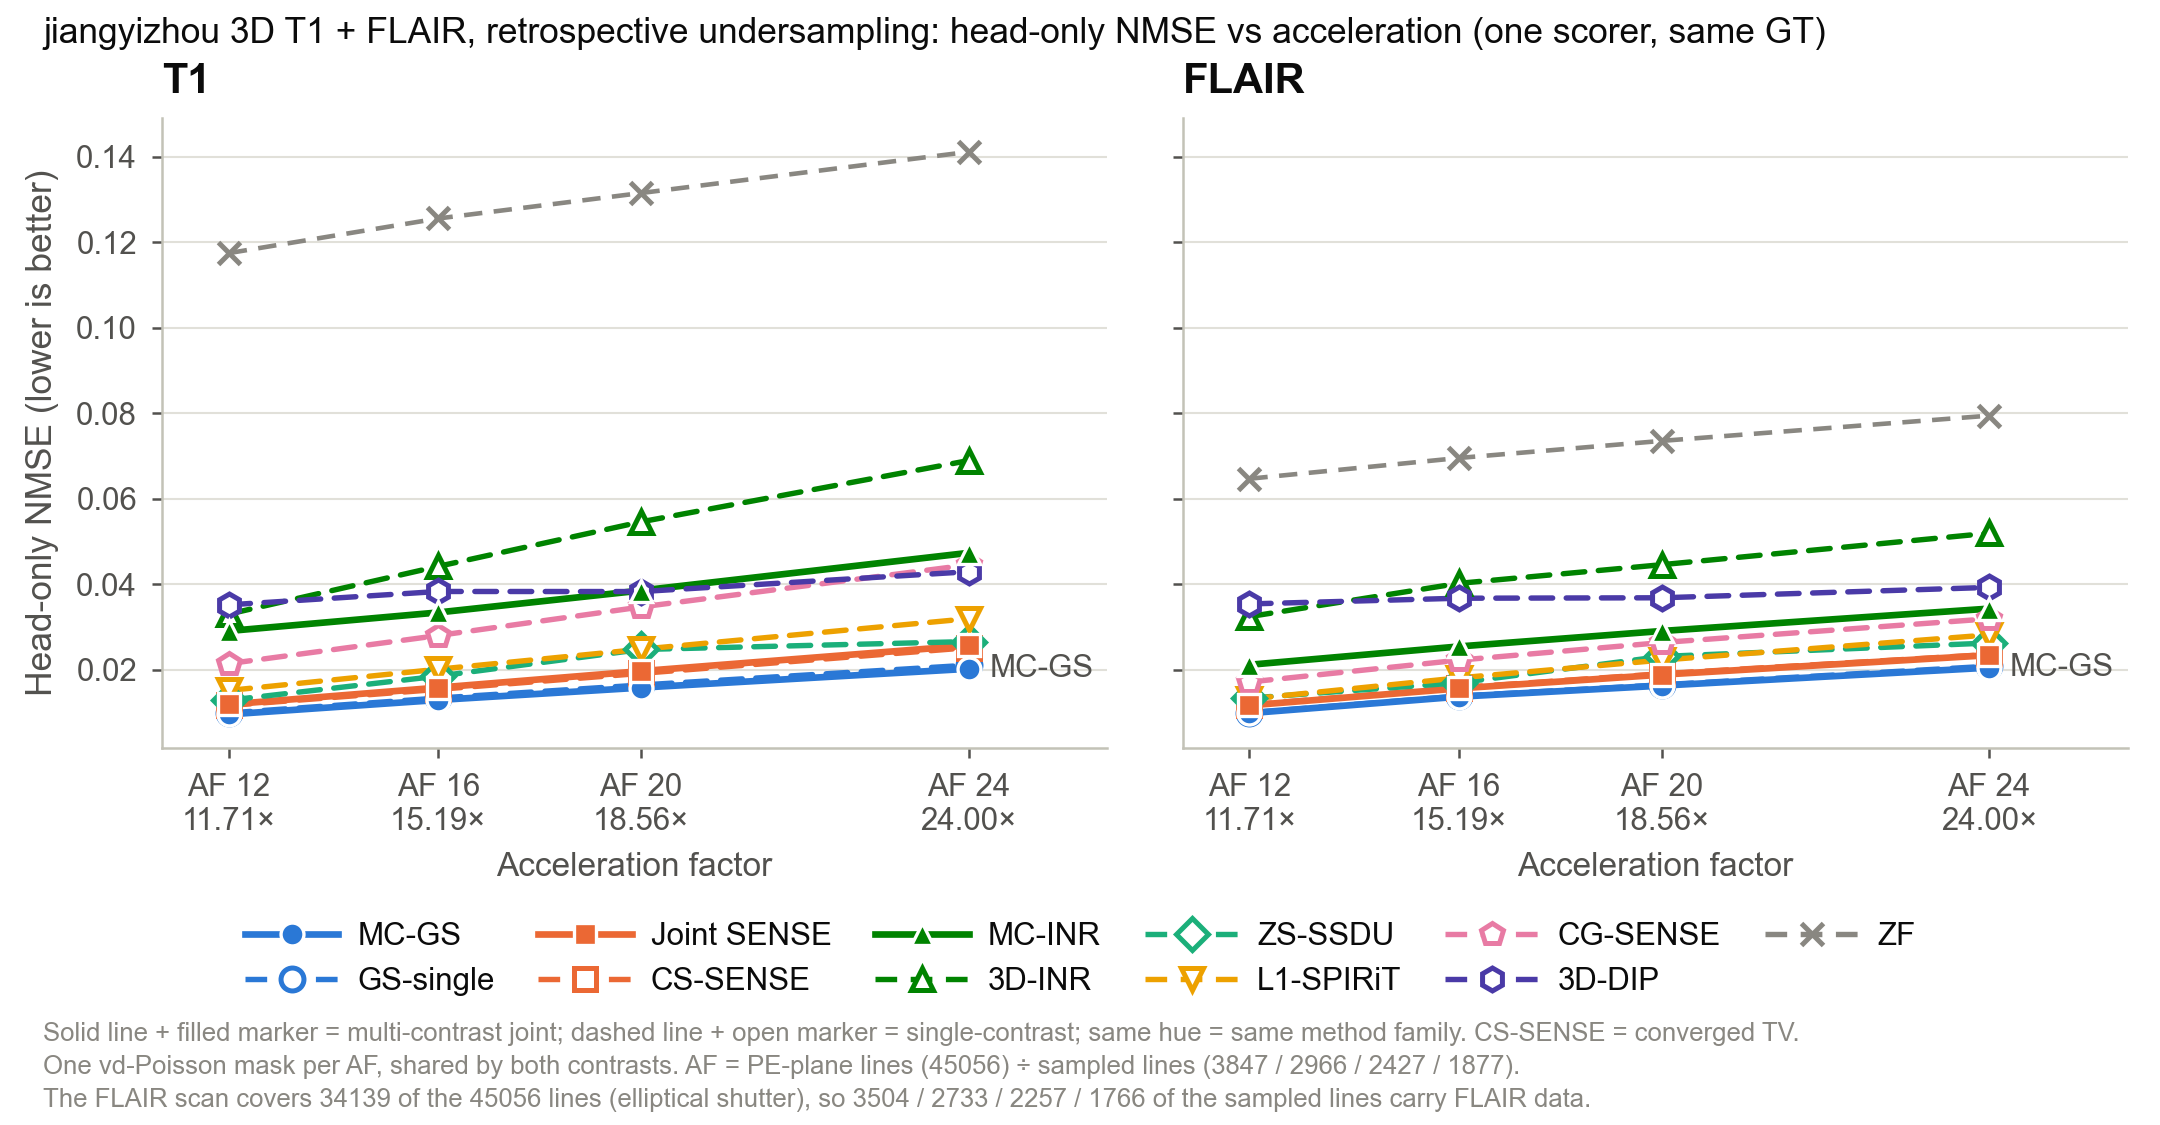 jiangyizhou 3D T1 + FLAIR, retrospective undersampling: head-only NMSE vs acceleration (one scorer, same GT)
T1
FLAIR
Head-only NMSE (lower is better)
0.14
0.12
0.10
0.08
0.06
0.04
0.02
MC-GS
MC-GS
AF 12
11.71×
AF 16
15.19×
AF 20
18.56×
AF 24
24.00×
AF 12
11.71×
AF 16
15.19×
AF 20
18.56×
AF 24
24.00×
Acceleration factor
Acceleration factor
MC-GS
Joint SENSE
MC-INR
ZS-SSDU
CG-SENSE
ZF
GS-single
CS-SENSE
3D-INR
L1-SPIRiT
3D-DIP
Solid line + filled marker = multi-contrast joint; dashed line + open marker = single-contrast; same hue = same method family. CS-SENSE = converged TV.
One vd-Poisson mask per AF, shared by both contrasts. AF = PE-plane lines (45056) ÷ sampled lines (3847 / 2966 / 2427 / 1877).
The FLAIR scan covers 34139 of the 45056 lines (elliptical shutter), so 3504 / 2733 / 2257 / 1766 of the sampled lines carry FLAIR data.